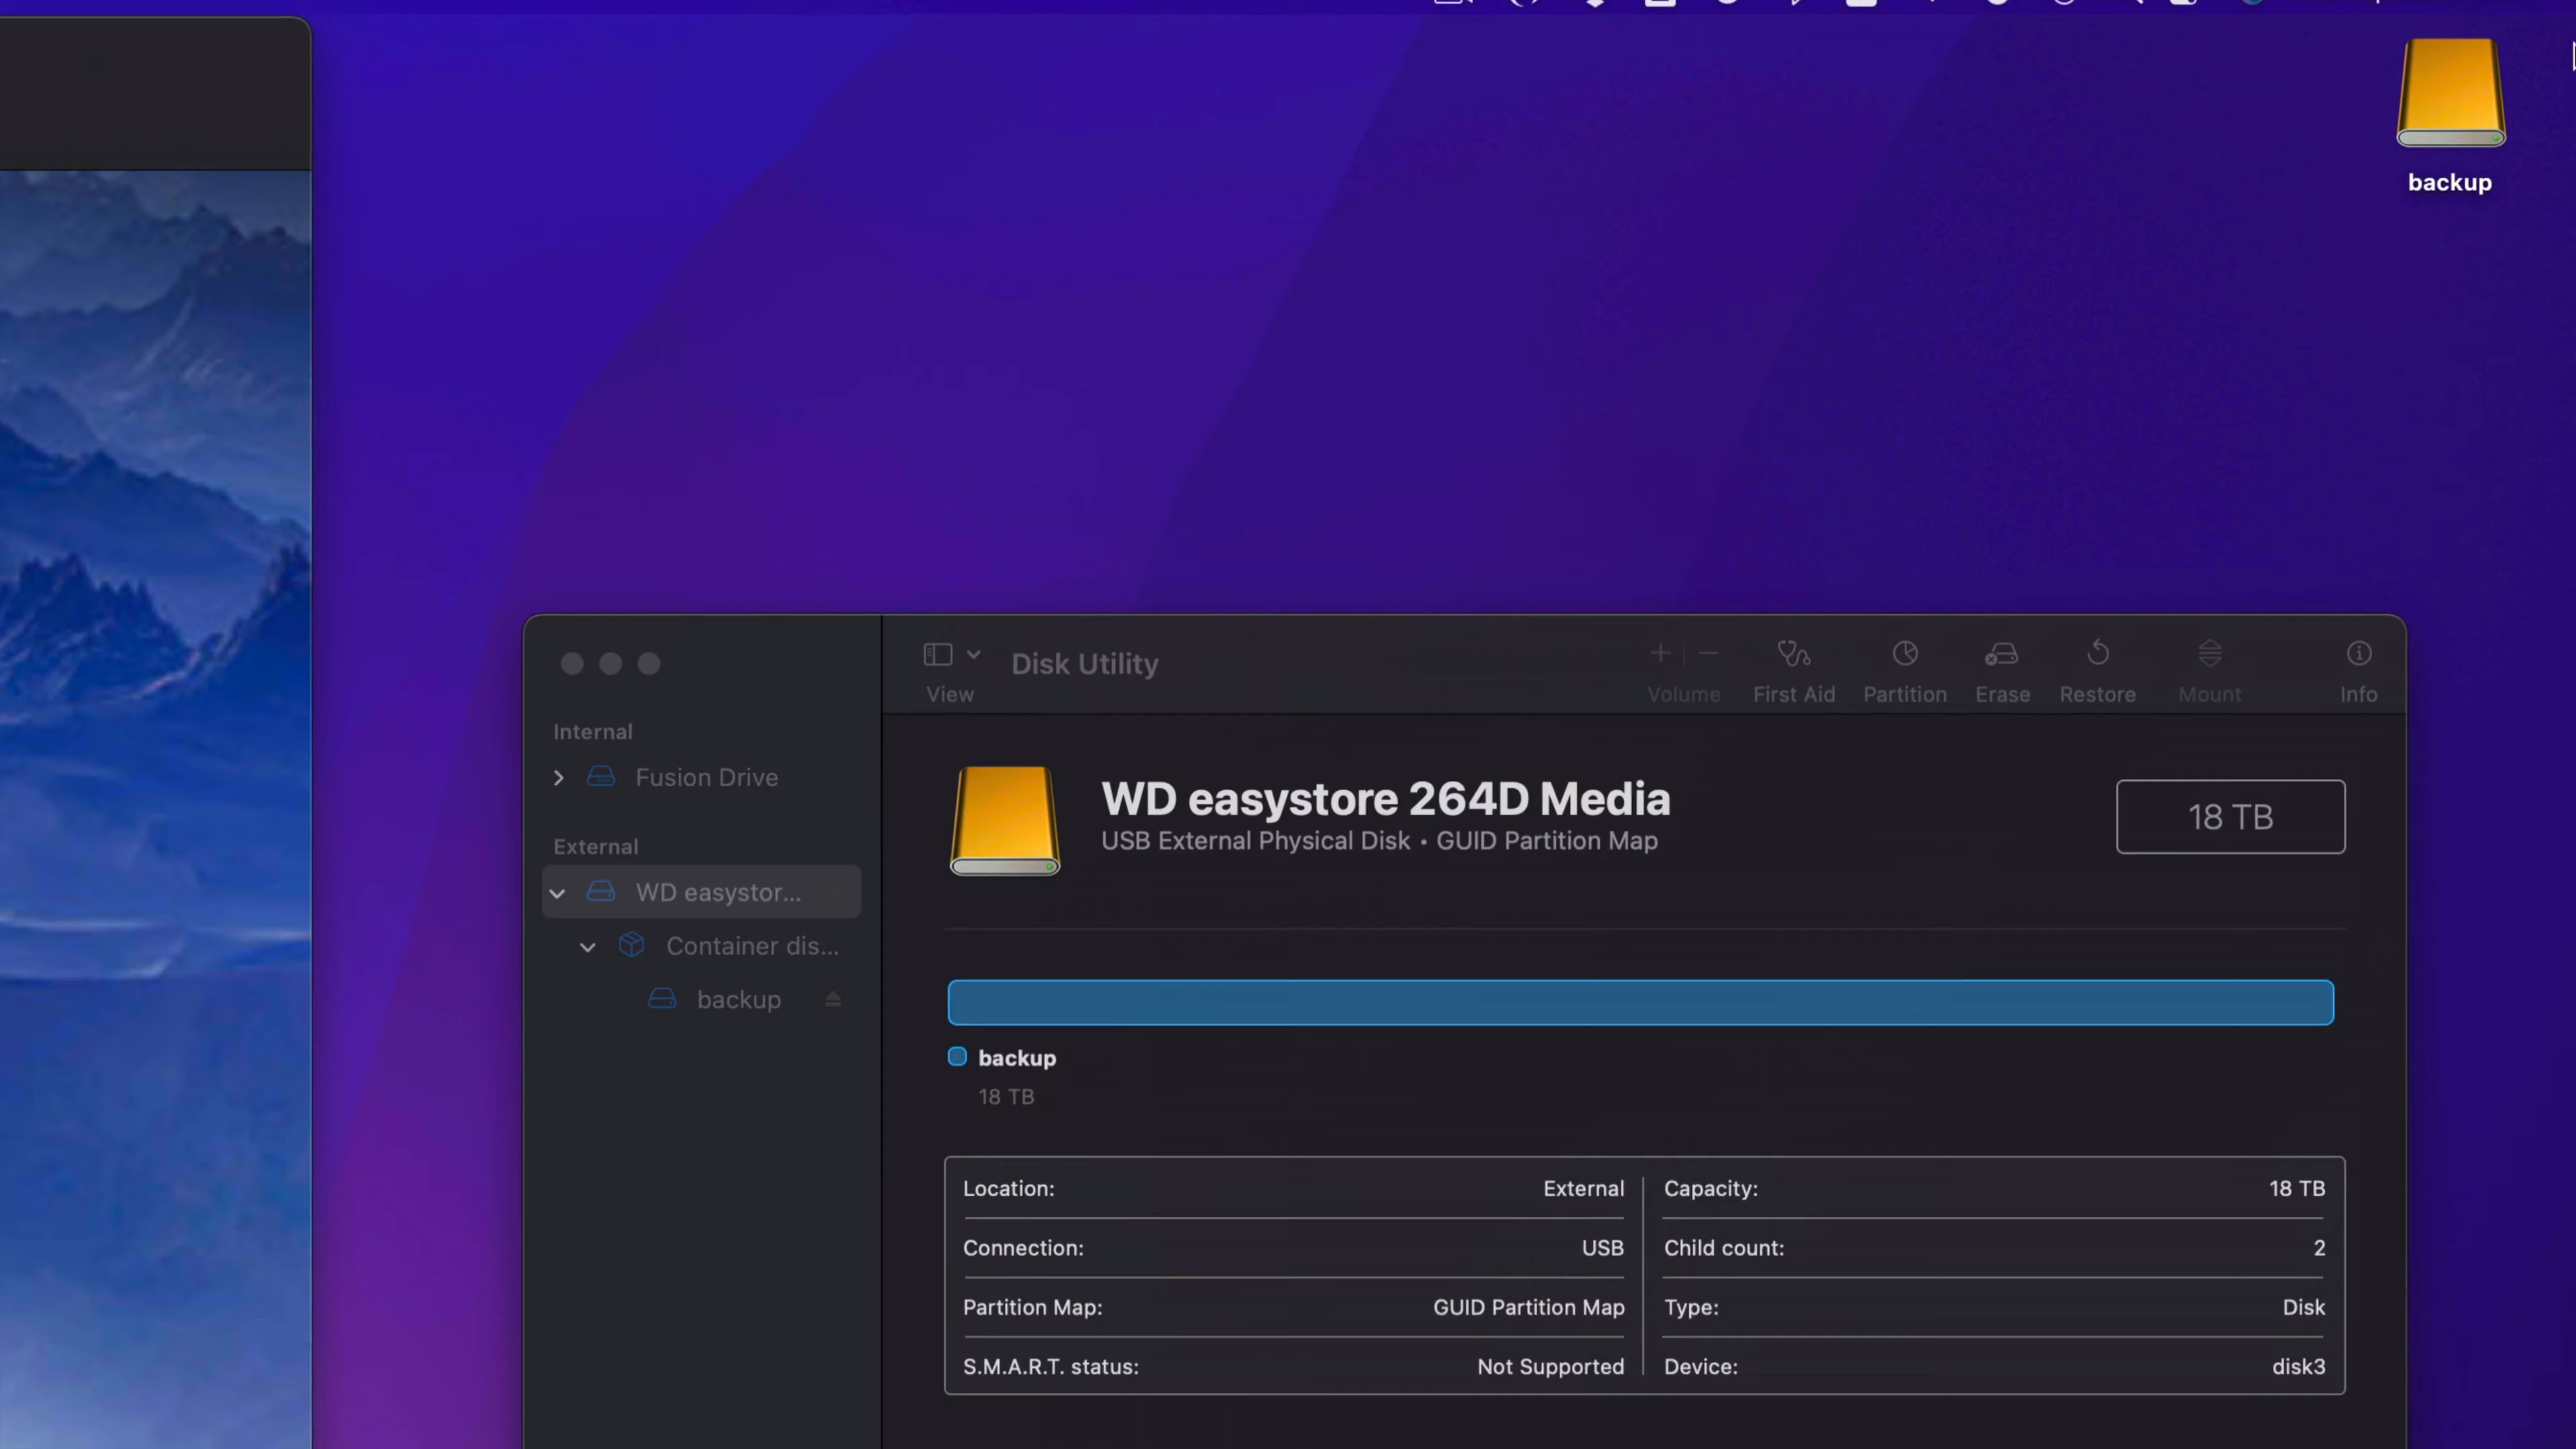 backup
View
Disk Utility
Volume
First Aid
Partition
Erase
Restore
Mount
Info
Internal
Fusion Drive
External
WD easystor...
Container dis...
backup
WD easystore 264D Media
USB External Physical Disk • GUID Partition Map
18 TB
backup
18 TB
Location: External
Capacity: 18 TB
Connection: USB
Child count: 2
Partition Map: GUID Partition Map
Type: Disk
S.M.A.R.T. status: Not Supported
Device: disk3